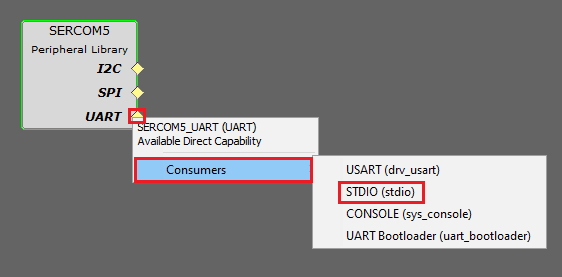 SERCOM5
Peripheral Library
I2C
SPI
UART
SERCOM5_UART (UART)
Available Direct Capability
Consumers
USART (drv_usart)
STDIO (stdio)
CONSOLE (sys_console)
UART Bootloader (uart_bootloader)